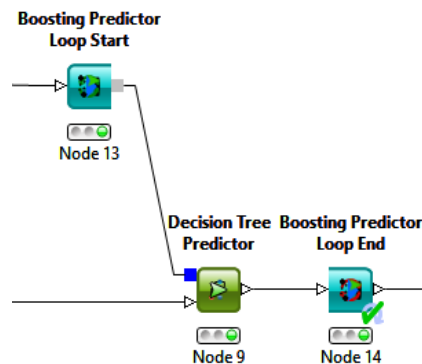 Boosting Predictor
Loop Start
Node 13
Decision Tree
Predictor
Node 9
Boosting Predictor
Loop End
Node 14